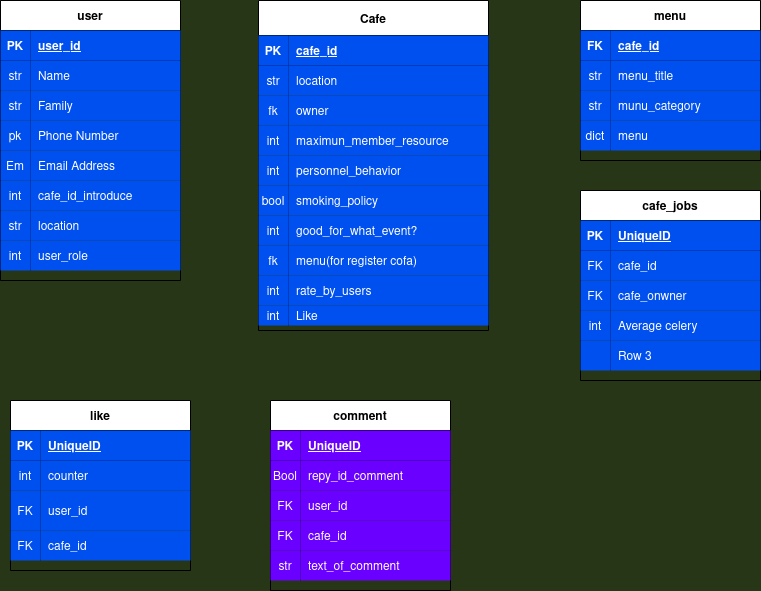 user
PK user_id
str Name
str Family
pk Phone Number
Em Email Address
int cafe_id_introduce
str location
int user_role
Cafe
PK cafe_id
str location
fk owner
int maximun_member_resource
int personnel_behavior
bool smoking_policy
int good_for_what_event?
fk menu(for register cofa)
int rate_by_users
int Like
menu
FK cafe_id
str menu_title
str munu_category
dict menu
cafe_jobs
PK UniqueID
FK cafe_id
FK cafe_onwner
int Average celery
Row 3
like
PK UniqueID
int counter
FK user_id
FK cafe_id
comment
PK UniqueID
Bool repy_id_comment
FK user_id
FK cafe_id
str text_of_comment